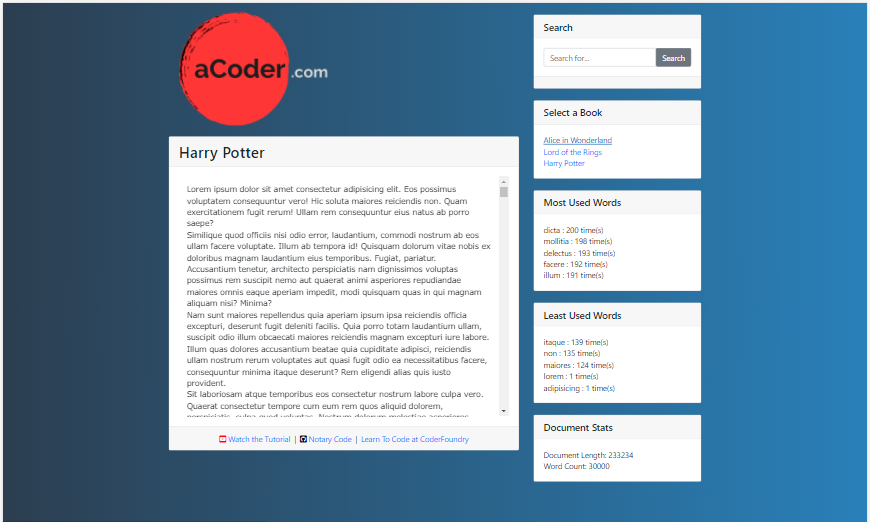 aCoder.com
Harry Potter
Lorem ipsum dolor sit amet consectetur adipisicing elit. Eos possimus
voluptatem consequuntur vero! Hic soluta maiores reiciendis non. Quam
exercitationem fugit rerum! Ullam rem consequuntur eius natus ab porro
saepe?
Similique quod officiis nisi odio error, laudantium, commodi nostrum ab eos
ullam facere voluptate. Illum ab tempora id! Quisquam dolorum vitae nobis ex
doloribus magnam laudantium eius temporibus. Fugiat, pariatur.
Accusantium tenetur, architecto perspiciatis nam dignissimos voluptas
possimus rem suscipit nemo aut quaerat animi asperiores repudiandae
maiores omnis eaque aperiam impedit, modi quisquam quas in qui magnam
aliquam nisi? Minima?
Nam sunt maiores repellendus quia aperiam ipsum ipsa reiciendis officia
excepturi, deserunt fugit deleniti facilis. Quia porro totam laudantium ullam,
suscipit odio illum obcaecati maiores reiciendis magnam excepturi iure labore.
Illum quas dolores accusantium beatae quia cupiditate adipisci, reiciendis
ullam nostrum rerum voluptates aut quasi fugit odio ea necessitatibus facere,
consequuntur minima itaque deserunt? Rem eligendi alias quis iusto
provident.
Sit laboriosam atque temporibus eos consectetur nostrum labore culpa vero.
Quaerat consectetur tempore cum eum rem quos aliquid dolorem,
perspiciatis, culpa quod voluptas. Nostrum dolorum molestiae asperiores
Watch the Tutorial | Notary Code | Learn To Code at CoderFoundry
Search
Search for...
Search
Select a Book
Alice in Wonderland
Lord of the Rings
Harry Potter
Most Used Words
dicta : 200 time(s)
mollitia : 198 time(s)
delectus : 193 time(s)
facere : 192 time(s)
illum : 191 time(s)
Least Used Words
itaque : 139 time(s)
non : 135 time(s)
maiores : 124 time(s)
lorem : 1 time(s)
adipisicing : 1 time(s)
Document Stats
Document Length: 233234
Word Count: 30000